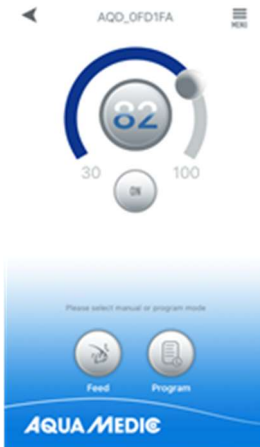 AQD_0FD1FA
MENU
82
30
100
ON
Please select manual or program mode
Feed
Program
AQUA MEDIC